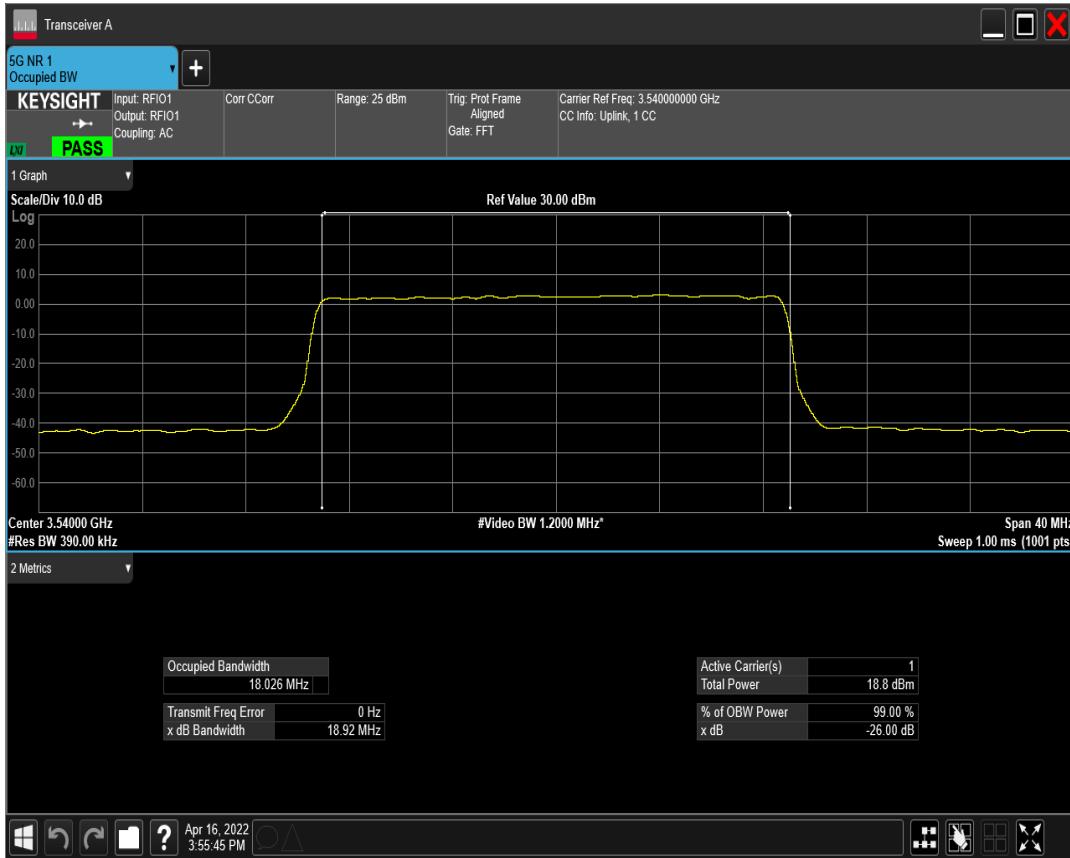 Transceiver A
5G NR 1
Occupied BW
KEYSIGHT
Input: RFIO1
Output: RFIO1
Coupling: AC
Corr CCorr
Range: 25 dBm
Trig: Prot Frame
Aligned
Gate: FFT
Carrier Ref Freq: 3.540000000 GHz
CC Info: Uplink, 1 CC
LXI
PASS
1 Graph
Scale/Div 10.0 dB
Ref Value 30.00 dBm
Log
20.0
10.0
0.00
-10.0
-20.0
-30.0
-40.0
-50.0
-60.0
Center 3.54000 GHz
#Video BW 1.2000 MHz*
Span 40 MHz
#Res BW 390.00 kHz
Sweep 1.00 ms (1001 pts
2 Metrics
Occupied Bandwidth
18.026 MHz
Transmit Freq Error 0 Hz
x dB Bandwidth 18.92 MHz
Active Carrier(s) 1
Total Power 18.8 dBm
% of OBW Power 99.00 %
x dB -26.00 dB
?
Apr 16, 2022
3:55:45 PM